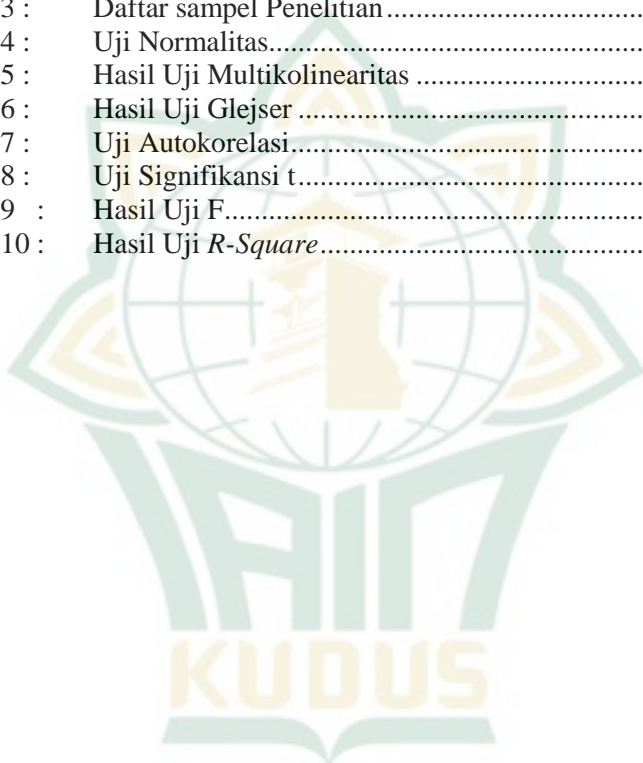 3 : Daftar sampel Penelitian....................................
4 : Uji Normalitas....................................................
5 : Hasil Uji Multikolinearitas ................................
6 : Hasil Uji Glejser ................................................
7 : Uji Autokorelasi.................................................
8 : Uji Signifikansi t................................................
9 : Hasil Uji F..........................................................
10 : Hasil Uji R-Square.............................................
IAIN
KUDUS